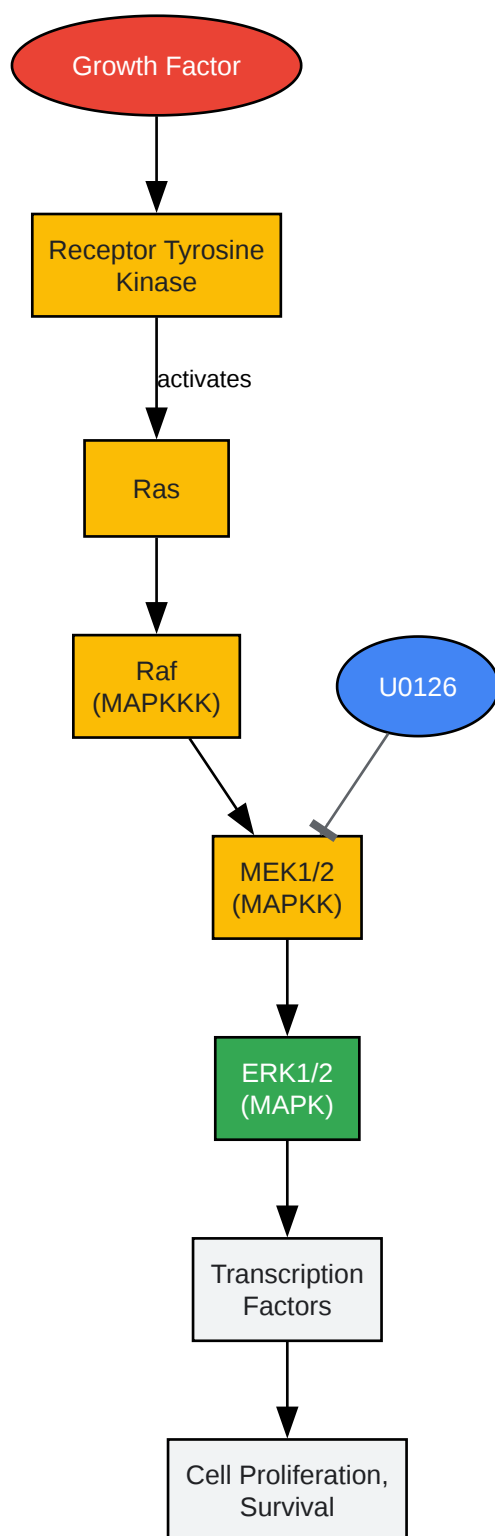 Growth Factor
Receptor Tyrosine
Kinase
activates
Ras
Raf
(MAPKKK)
U0126
MEK1/2
(MAPKK)
ERK1/2
(MAPK)
Transcription
Factors
Cell Proliferation,
Survival